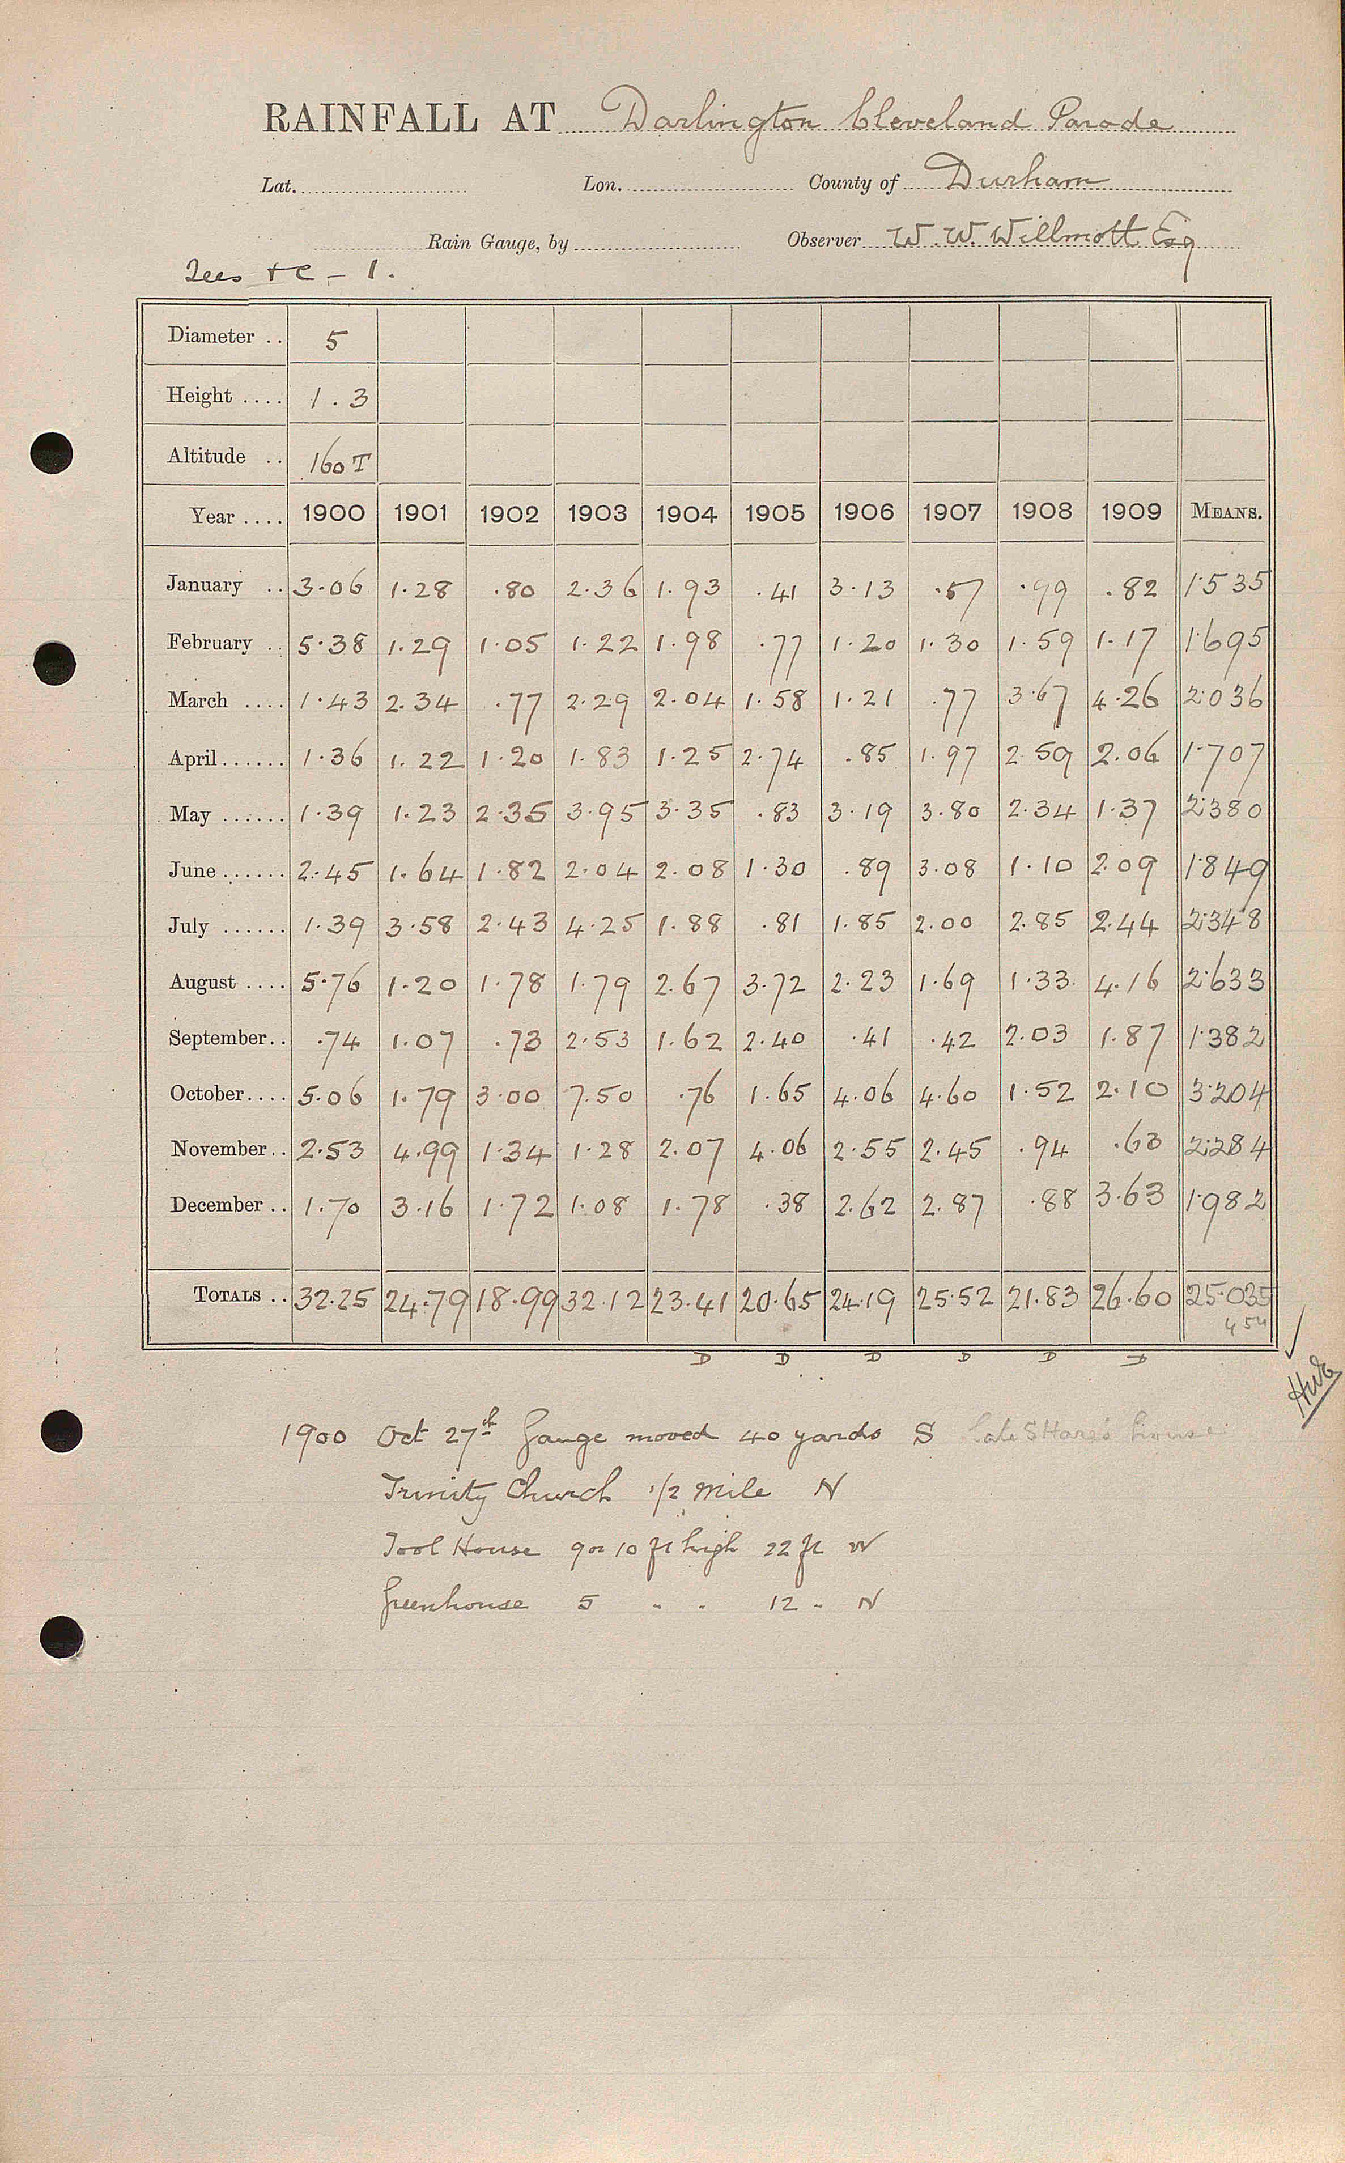 RAINFALL AT Darlington Cleveland Parade
Lat. Lon. County of Durham
Rain Gauge, by Observer W. W. Willmott Esq
Tees &c - 1.
Diameter .. 5
Height .... 1.3
Altitude .. 160 T
Year .... 1900 1901 1902 1903 1904 1905 1906 1907 1908 1909 MEANS.
January .. 3.06 1.28 .80 2.36 1.93 .41 3.13 .57 .99 .82 1.535
February .. 5.38 1.29 1.05 1.22 1.98 .77 1.20 1.30 1.59 1.17 1.695
March .... 1.43 2.34 .77 2.29 2.04 1.58 1.21 .77 3.67 4.26 2.036
April ...... 1.36 1.22 1.20 1.83 1.25 2.74 .85 1.97 2.59 2.06 1.707
May ...... 1.39 1.23 2.35 3.95 3.35 .83 3.19 3.80 2.34 1.37 2.380
June ...... 2.45 1.64 1.82 2.04 2.08 1.30 .89 3.08 1.10 2.09 1.849
July ...... 1.39 3.58 2.43 4.25 1.88 .81 1.85 2.00 2.85 2.44 2.348
August .... 5.76 1.20 1.78 1.79 2.67 3.72 2.23 1.69 1.33 4.16 2.633
September.. .74 1.07 .73 2.53 1.62 2.40 .41 .42 2.03 1.87 1.382
October.... 5.06 1.79 3.00 7.50 .76 1.65 4.06 4.60 1.52 2.10 3.204
November.. 2.53 4.99 1.34 1.28 2.07 4.06 2.55 2.45 .94 .63 2.284
December .. 1.70 3.16 1.72 1.08 1.78 .38 2.62 2.87 .88 3.63 1.982
TOTALS .. 32.25 24.79 18.99 32.12 23.41 20.65 24.19 25.52 21.83 26.60 25.035
D D D D D D
1900 Oct 27th Gauge moved 40 yards S
Trinity Church 1/2 mile N
Tool House 9 or 10 ft high 22 ft W
Greenhouse 5 " " 12 " N